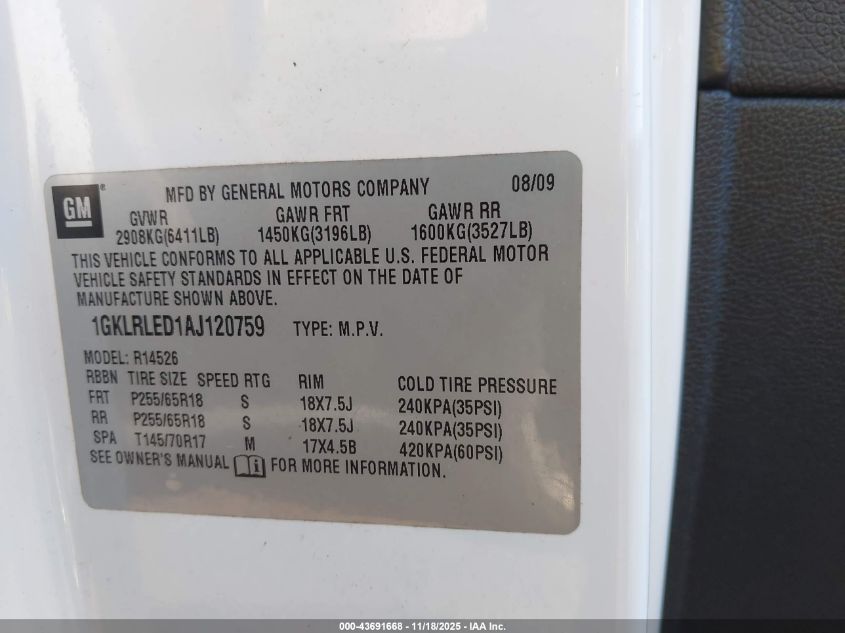 GM®
MFD BY GENERAL MOTORS COMPANY 08/09
GVWR GAWR FRT GAWR RR
2908KG(6411LB) 1450KG(3196LB) 1600KG(3527LB)
THIS VEHICLE CONFORMS TO ALL APPLICABLE U.S. FEDERAL MOTOR
VEHICLE SAFETY STANDARDS IN EFFECT ON THE DATE OF
MANUFACTURE SHOWN ABOVE.
1GKLRLED1AJ120759 TYPE: M.P.V.
MODEL: R14526
RBBN TIRE SIZE SPEED RTG RIM COLD TIRE PRESSURE
FRT P255/65R18 S 18X7.5J 240KPA(35PSI)
RR P255/65R18 S 18X7.5J 240KPA(35PSI)
SPA T145/70R17 M 17X4.5B 420KPA(60PSI)
SEE OWNER'S MANUAL FOR MORE INFORMATION.
000-43691668 - 11/18/2025 - IAA Inc.